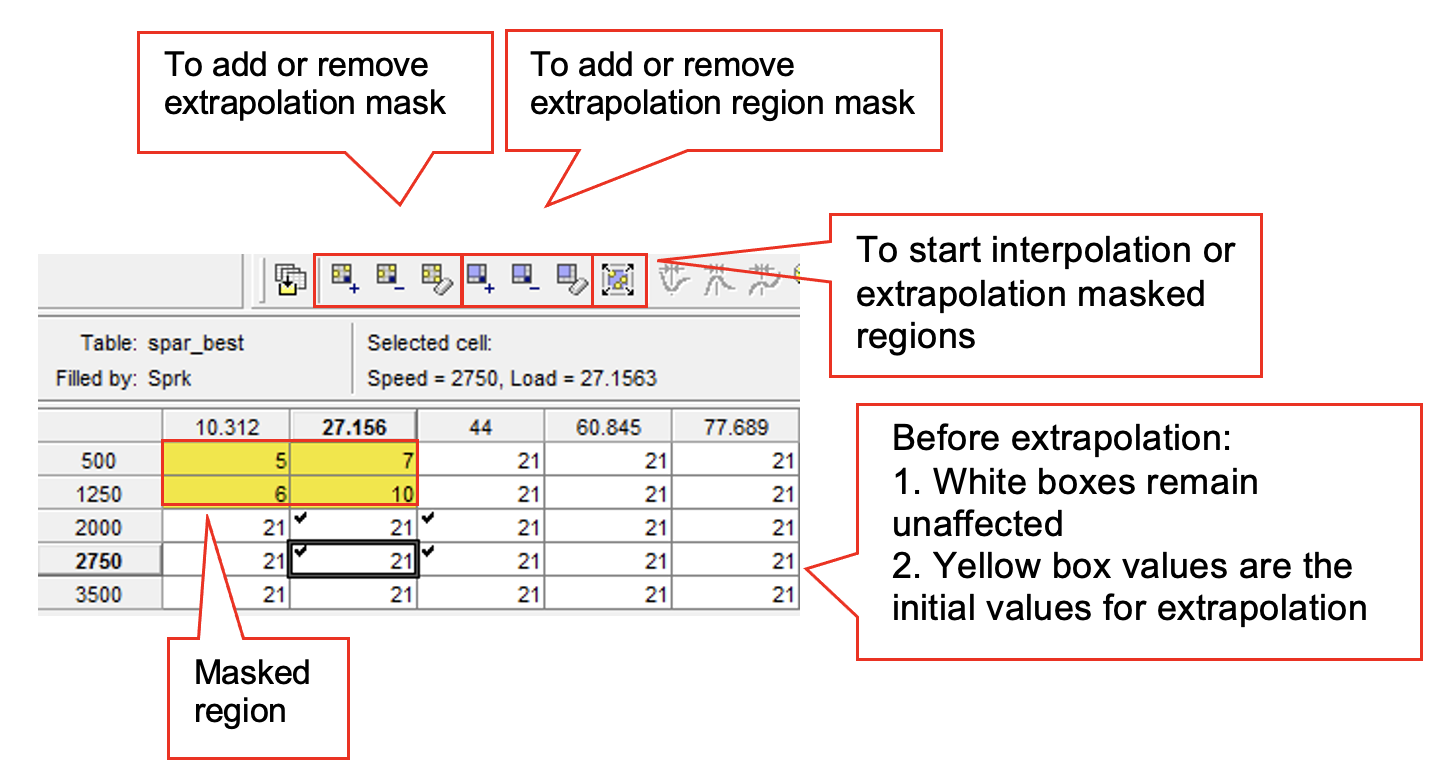 To add or remove
extrapolation mask
To add or remove
extrapolation region mask
To start interpolation or
extrapolation masked
regions
Table: spar_best
Selected cell:
Filled by: Sprk
Speed = 2750, Load = 27.1563
10.312 27.156 44 60.845 77.689
500 5 7 21 21 21
1250 6 10 21 21 21
2000 21 21 21 21 21
2750 21 21 21 21 21
3500 21 21 21 21 21
Before extrapolation:
1. White boxes remain
unaffected
2. Yellow box values are the
initial values for extrapolation
Masked
region